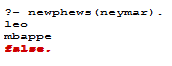 ?- newphews(neymar).
leo
mbappe
false.